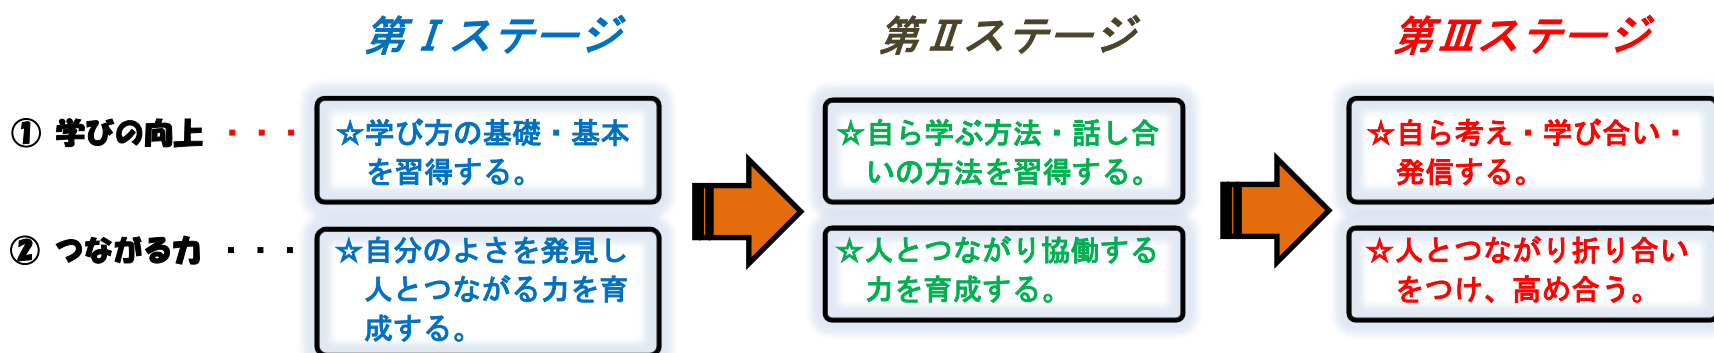 第Ⅰステージ
第Ⅱステージ
第Ⅲステージ
① 学びの向上 ・・・
☆学び方の基礎・基本
を習得する。
☆自ら学ぶ方法・話し合
いの方法を習得する。
☆自ら考え・学び合い・
発信する。
② つながる力 ・・・
☆自分のよさを発見し
人とつながる力を育
成する。
☆人とつながり協働する
力を育成する。
☆人とつながり折り合い
をつけ、高め合う。